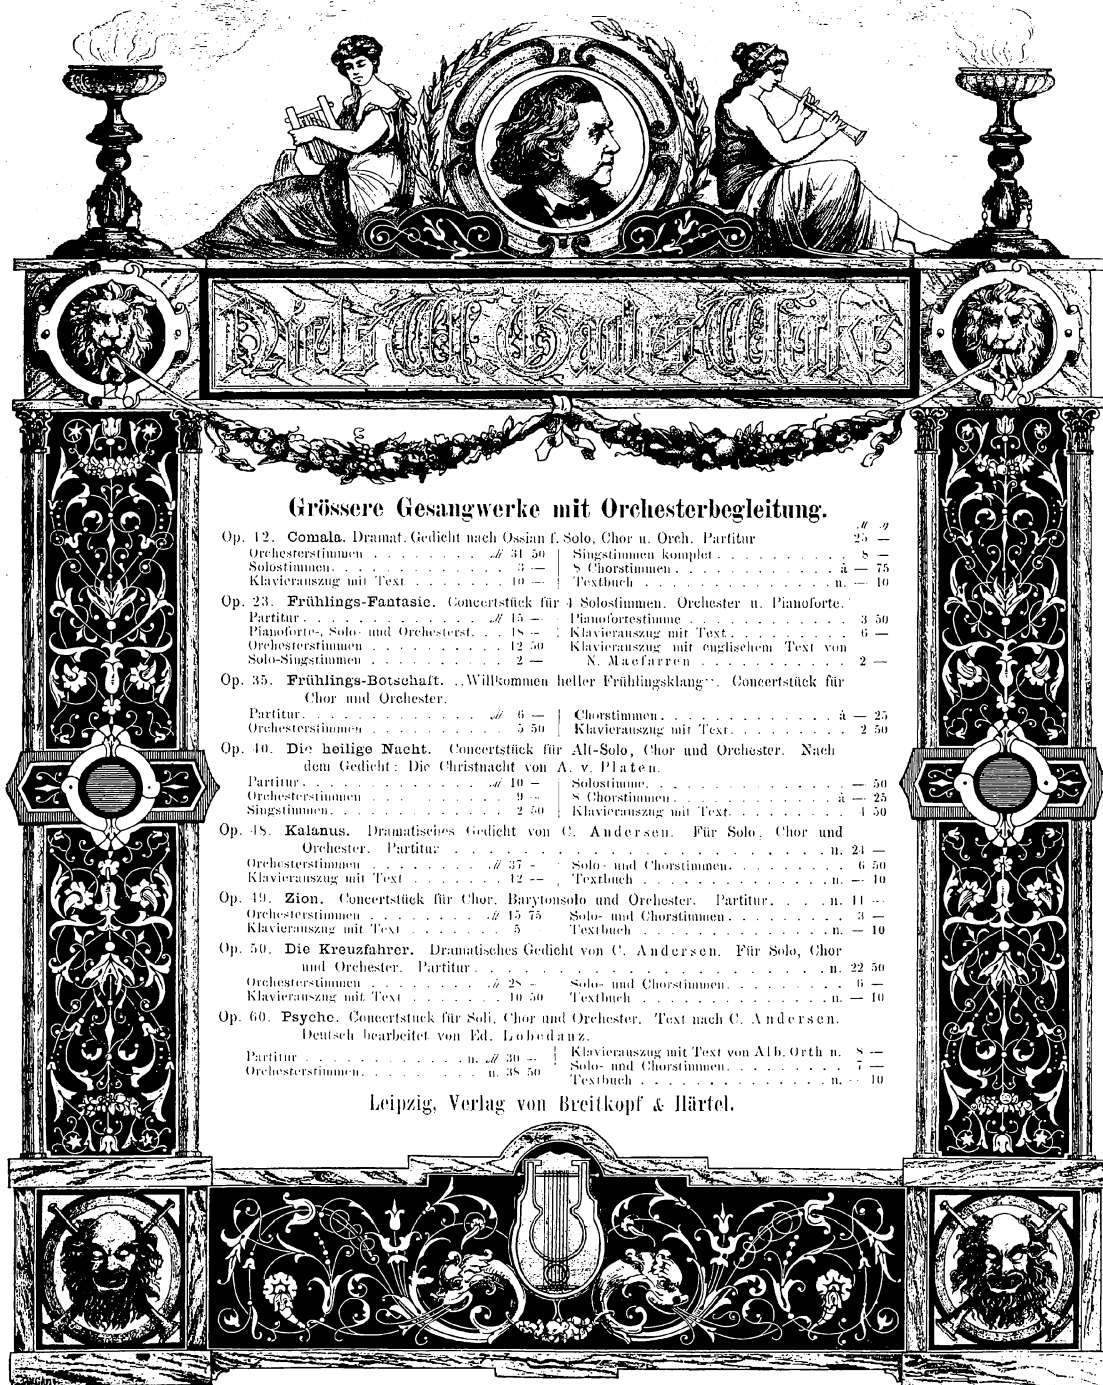 Niels W. Gade's Werke
Grössere Gesangwerke mit Orchesterbegleitung.
ℳ ₰
Op. 12. Comala. Dramat. Gedicht nach Ossian f. Solo, Chor u. Orch. Partitur 25 —
Orchesterstimmen . . . . . . . . . . ℳ 31 50 | Singstimmen komplet . . . . . . . . . . 8 —
Solostimmen. . . . . . . . . . . . . 3 — | 8 Chorstimmen . . . . . . . . . . à — 75
Klavierauszug mit Text . . . . . . . 10 — | Textbuch . . . . . . . . . . . . n. — 10
Op. 23. Frühlings-Fantasie. Concertstück für 4 Solostimmen. Orchester u. Pianoforte.
Partitur. . . . . . . . . . . . . . ℳ 15 — | Pianofortestimme . . . . . . . . . . 3 50
Pianoforte-, Solo- und Orchesterst. . . 18 — | Klavierauszug mit Text. . . . . . . . 6 —
Orchesterstimmen . . . . . . . . . . 12 50 Klavierauszug mit englischem Text von
Solo-Singstimmen . . . . . . . . . . 2 — N. Macfarren . . . . . . . . . . 2 —
Op. 35. Frühlings-Botschaft. „Willkommen heller Frühlingsklang“. Concertstück für
Chor und Orchester.
Partitur. . . . . . . . . . . . . . ℳ 6 — | Chorstimmen. . . . . . . . . . . à — 25
Orchesterstimmen . . . . . . . . . . 5 50 | Klavierauszug mit Text. . . . . . . . 2 50
Op. 40. Die heilige Nacht. Concertstück für Alt-Solo, Chor und Orchester. Nach
dem Gedicht: Die Christnacht von A. v. Platen.
Partitur. . . . . . . . . . . . . . ℳ 10 — | Solostimme. . . . . . . . . . . . — 50
Orchesterstimmen . . . . . . . . . . 9 — | 8 Chorstimmen. . . . . . . . . . à — 25
Singstimmen. . . . . . . . . . . . . 2 50 | Klavierauszug mit Text. . . . . . . . 4 50
Op. 48. Kalanus. Dramatisches Gedicht von C. Andersen. Für Solo, Chor und
Orchester. Partitur . . . . . . . . . . . . . . . . n. 24 —
Orchesterstimmen . . . . . . . . . . ℳ 37 — Solo- und Chorstimmen. . . . . . . . 6 50
Klavierauszug mit Text . . . . . . . 12 — Textbuch . . . . . . . . . . . . n. — 10
Op. 49. Zion. Concertstück für Chor, Barytonsolo und Orchester. Partitur. . . . n. 11 —
Orchesterstimmen . . . . . . . . . . ℳ 15 75 Solo- und Chorstimmen. . . . . . . . 3 —
Klavierauszug mit Text . . . . . . . 5 Textbuch . . . . . . . . . . . . n. — 10
Op. 50. Die Kreuzfahrer. Dramatisches Gedicht von C. Andersen. Für Solo, Chor
und Orchester. Partitur. . . . . . . . . . . . . . . n. 22 50
Orchesterstimmen . . . . . . . . . . ℳ 28 — Solo- und Chorstimmen. . . . . . . . 6 —
Klavierauszug mit Text . . . . . . . 10 50 Textbuch . . . . . . . . . . . . n. — 10
Op. 60. Psyche. Concertstück für Soli, Chor und Orchester. Text nach C. Andersen.
Deutsch bearbeitet von Ed. Lobedanz.
Partitur . . . . . . . . . . . . n. ℳ 30 — | Klavierauszug mit Text von Alb. Orth n. 8 —
Orchesterstimmen. . . . . . . . . . n. 38 50 Solo- und Chorstimmen. . . . . . . . 7 —
Textbuch . . . . . . . . . . . . n. — 10
Leipzig, Verlag von Breitkopf & Härtel.